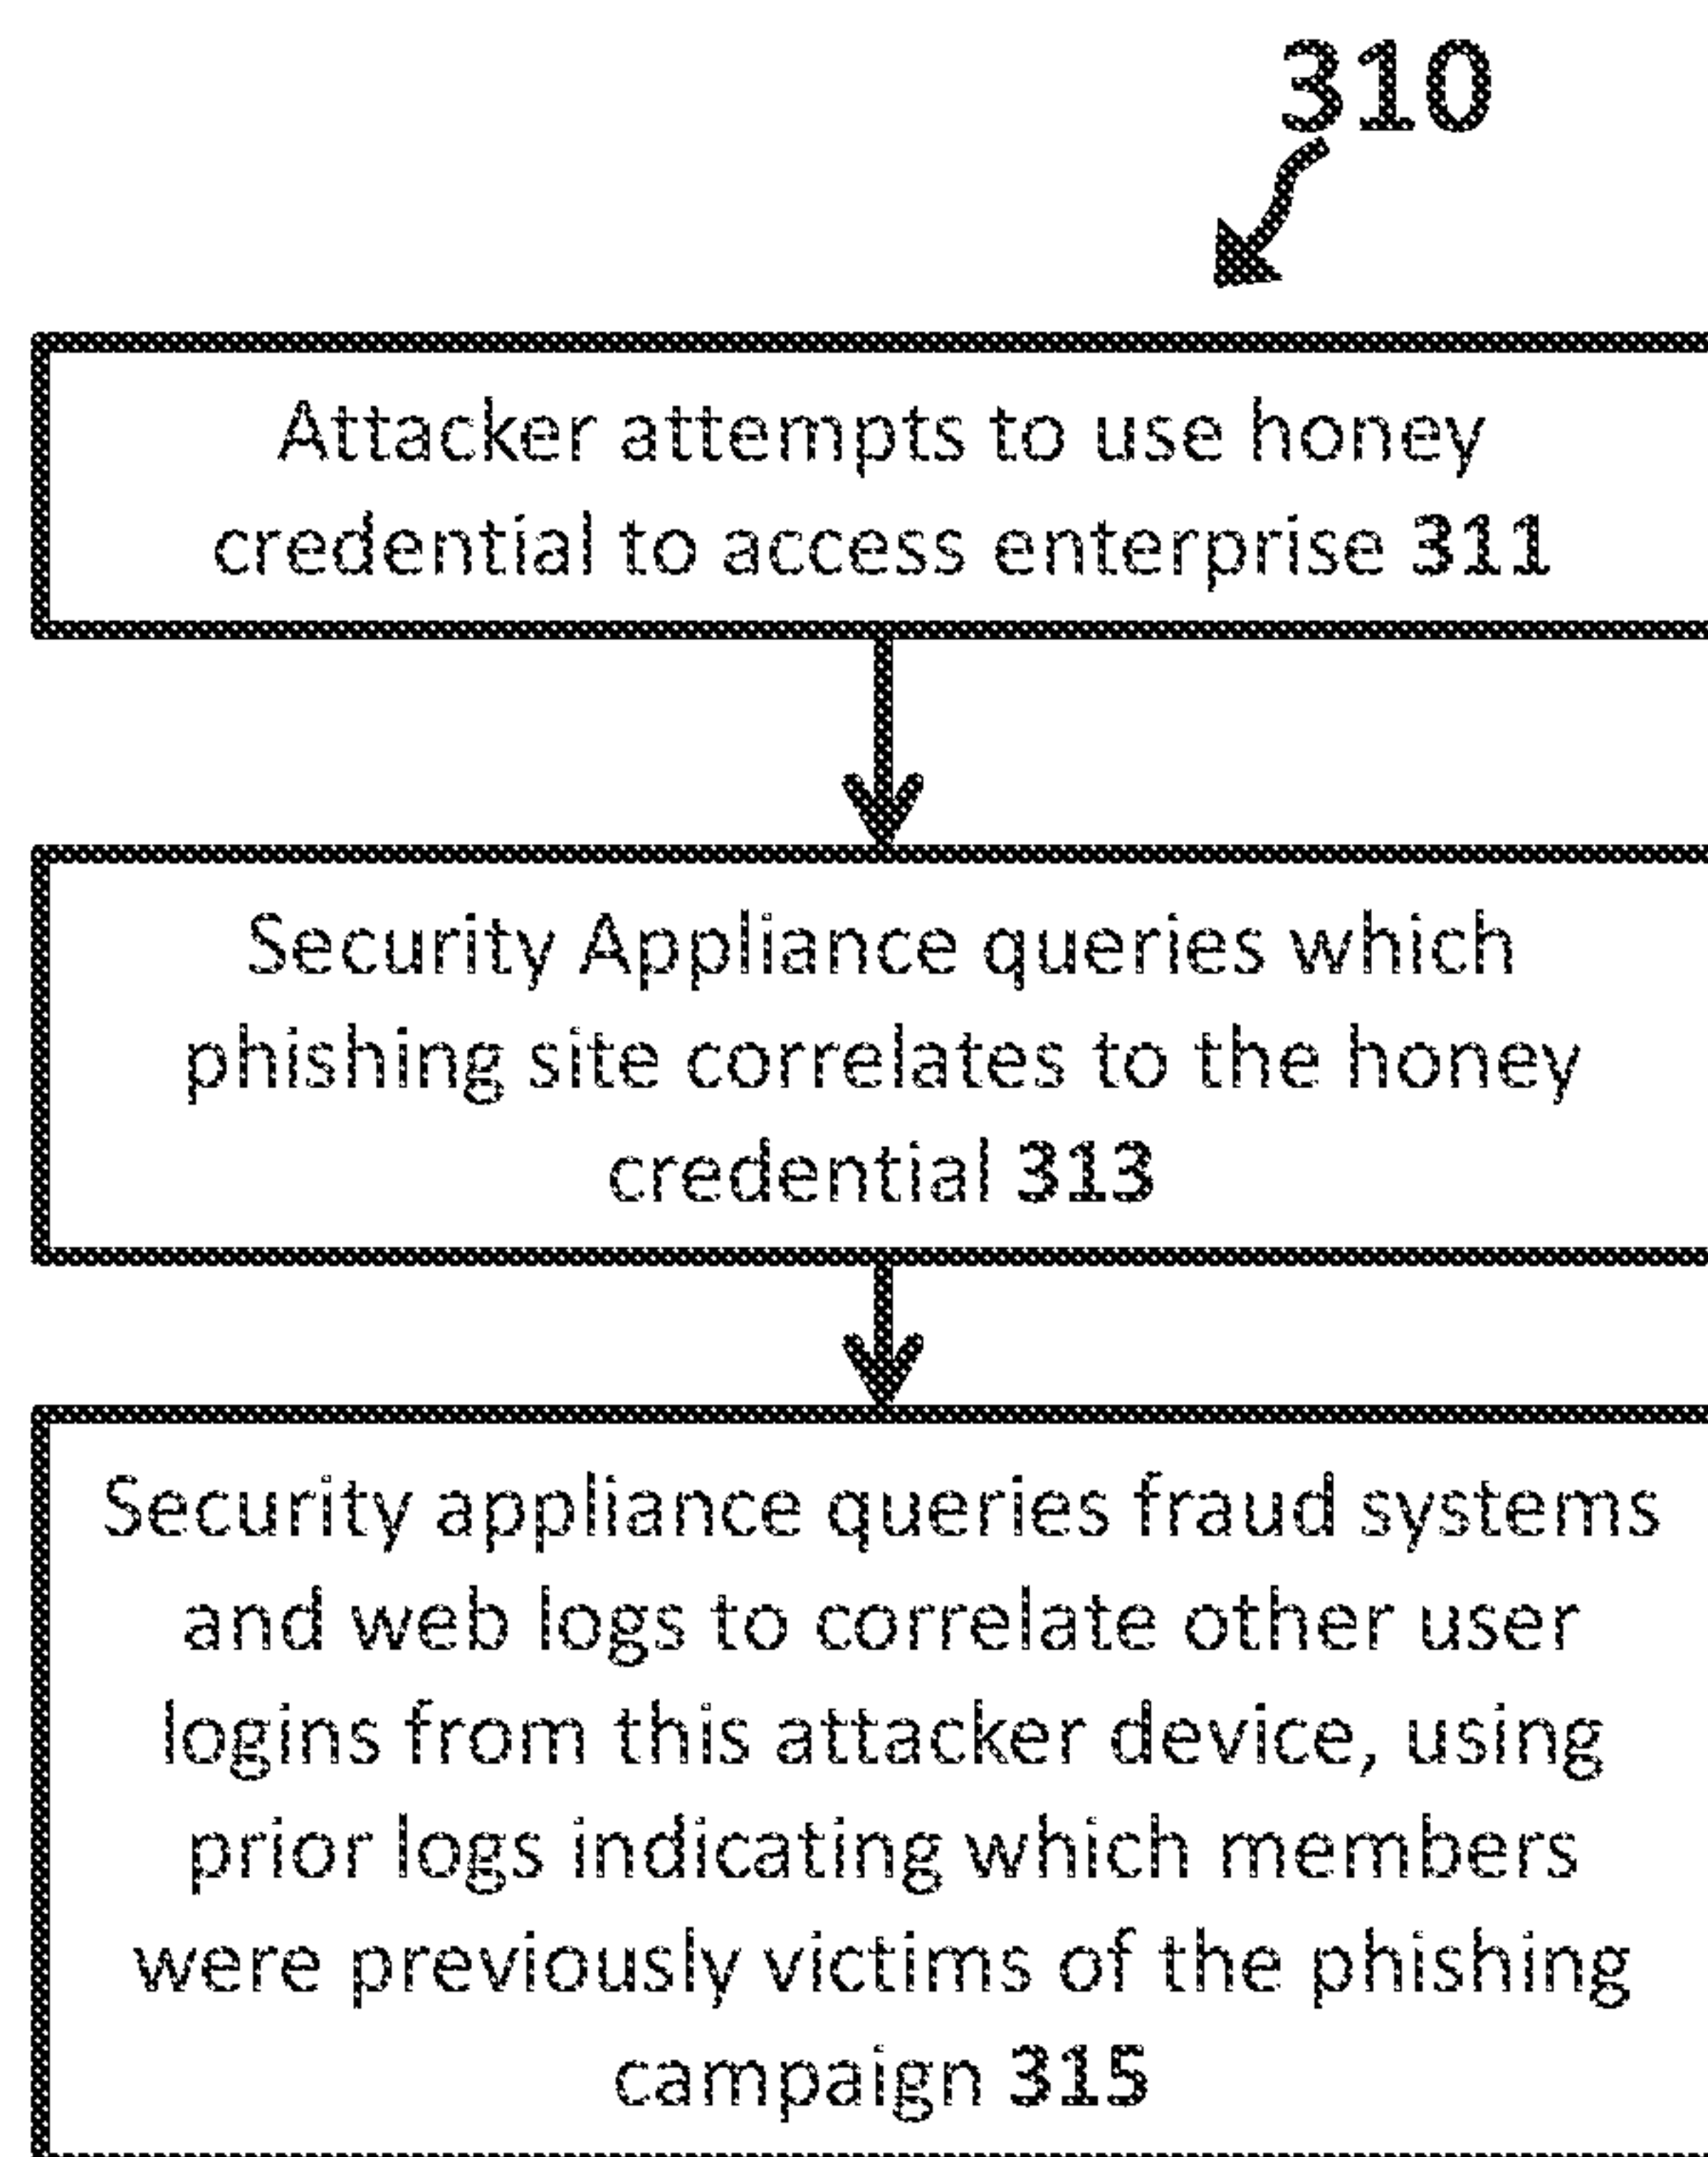 310
Attacker attempts to use honey
credential to access enterprise 311
Security Appliance queries which
phishing site correlates to the honey
credential 313
Security appliance queries fraud systems
and web logs to correlate other user
logins from this attacker device, using
prior logs indicating which members
were previously victims of the phishing
campaign 315